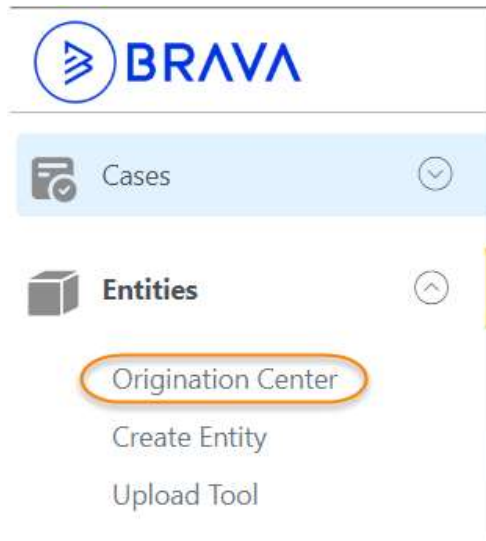 BRAVA
Cases
Entities
Origination Center
Create Entity
Upload Tool